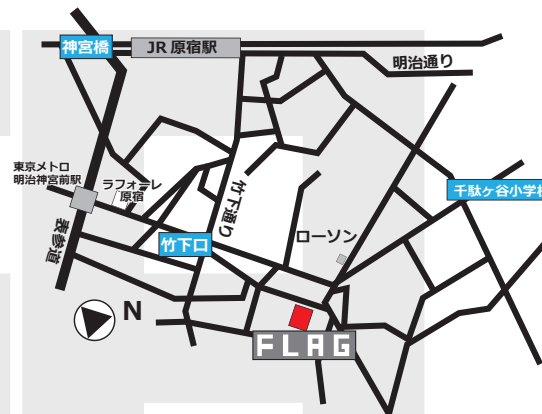 神宮橋
JR 原宿駅
明治通り
東京メトロ
明治神宮前駅
ラフォーレ
原宿
千駄ヶ谷小学校
竹下通り
表参道
竹下口
ローソン
N
FLAG